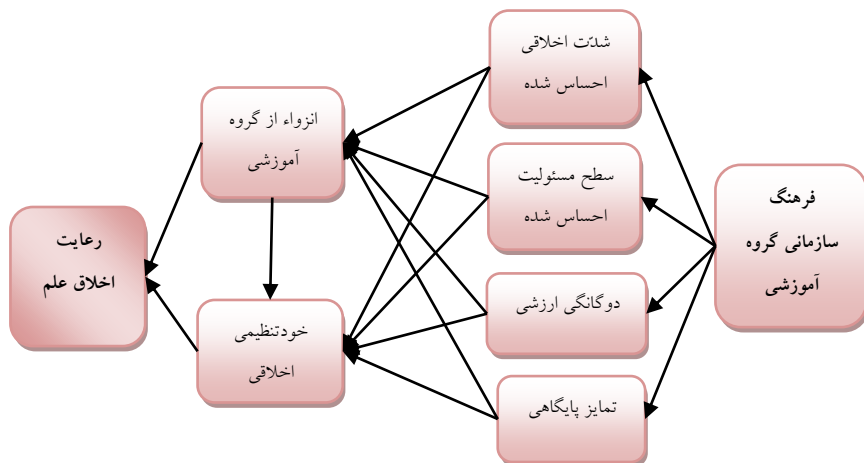 فرهنگ
سازمانی گروه
آموزشی
شدّت اخلاقی
احساس شده
سطح مسئولیت
احساس شده
دوگانگی ارزشی
تمایز پایگاهی
انزواء از گروه
آموزشی
خودتنظیمی
اخلاقی
رعایت
اخلاق علم